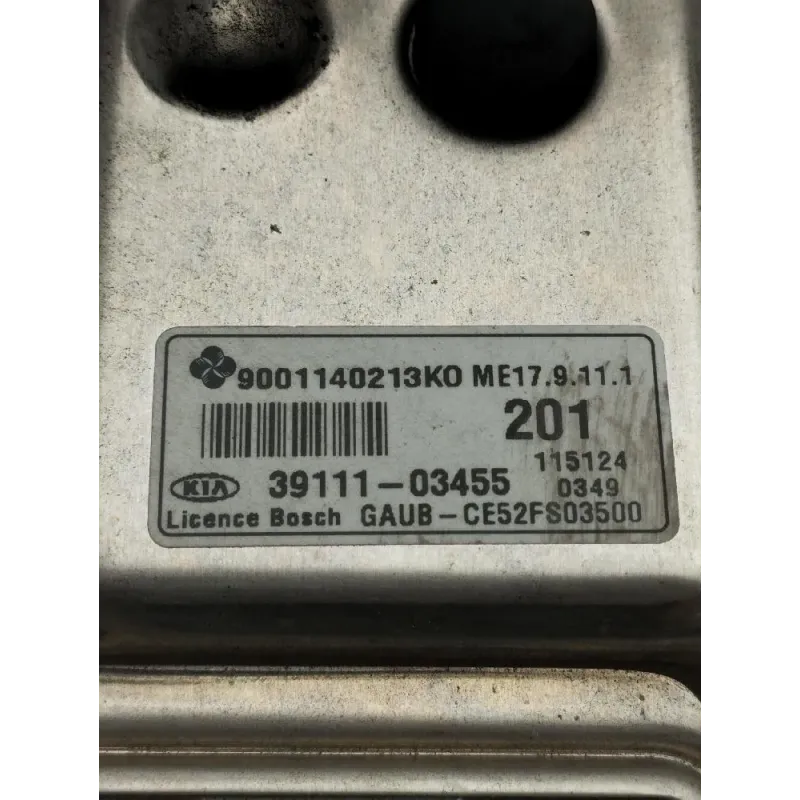 9001140213KO ME17.9.11.1
201
115124
KIA 39111-03455 0349
Licence Bosch GAUB-CE52FS03500